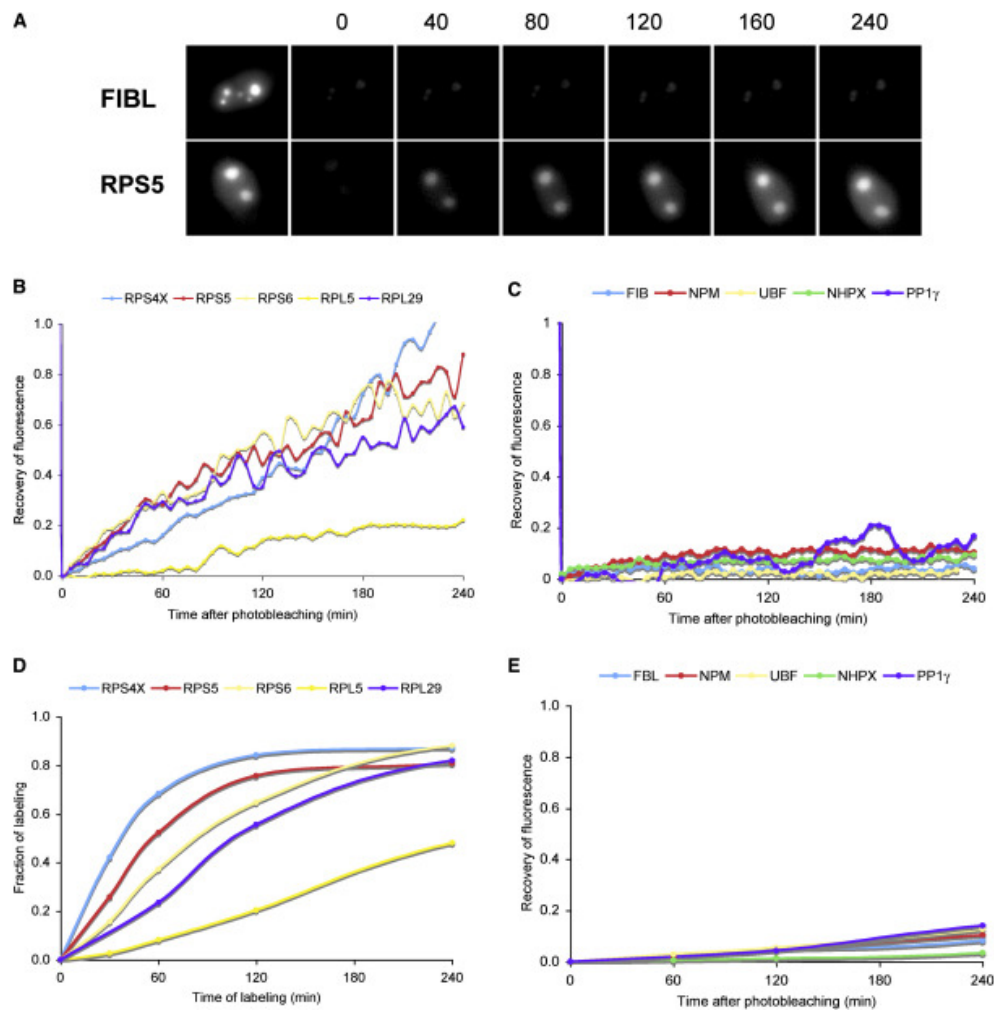 A 0 40 80 120 160 240
FIBL
RPS5
B
RPS4X RPS5 RPS6 RPL5 RPL29
1.0
0.8
0.6
0.4
0.2
0.0
Recovery of fluorescence
0 60 120 180 240
Time after photobleaching (min)
C
FIB NPM UBF NHPX PP1γ
1
0.8
0.6
0.4
0.2
0
Recovery of fluorescence
0 60 120 180 240
Time after photobleaching (min)
D
RPS4X RPS5 RPS6 RPL5 RPL29
1.0
0.8
0.6
0.4
0.2
0.0
Fraction of labeling
0 60 120 180 240
Time of labeling (min)
E
FBL NPM UBF NHPX PP1γ
1.0
0.8
0.6
0.4
0.2
0.0
Recovery of fluorescence
0 60 120 180 240
Time after photobleaching (min)